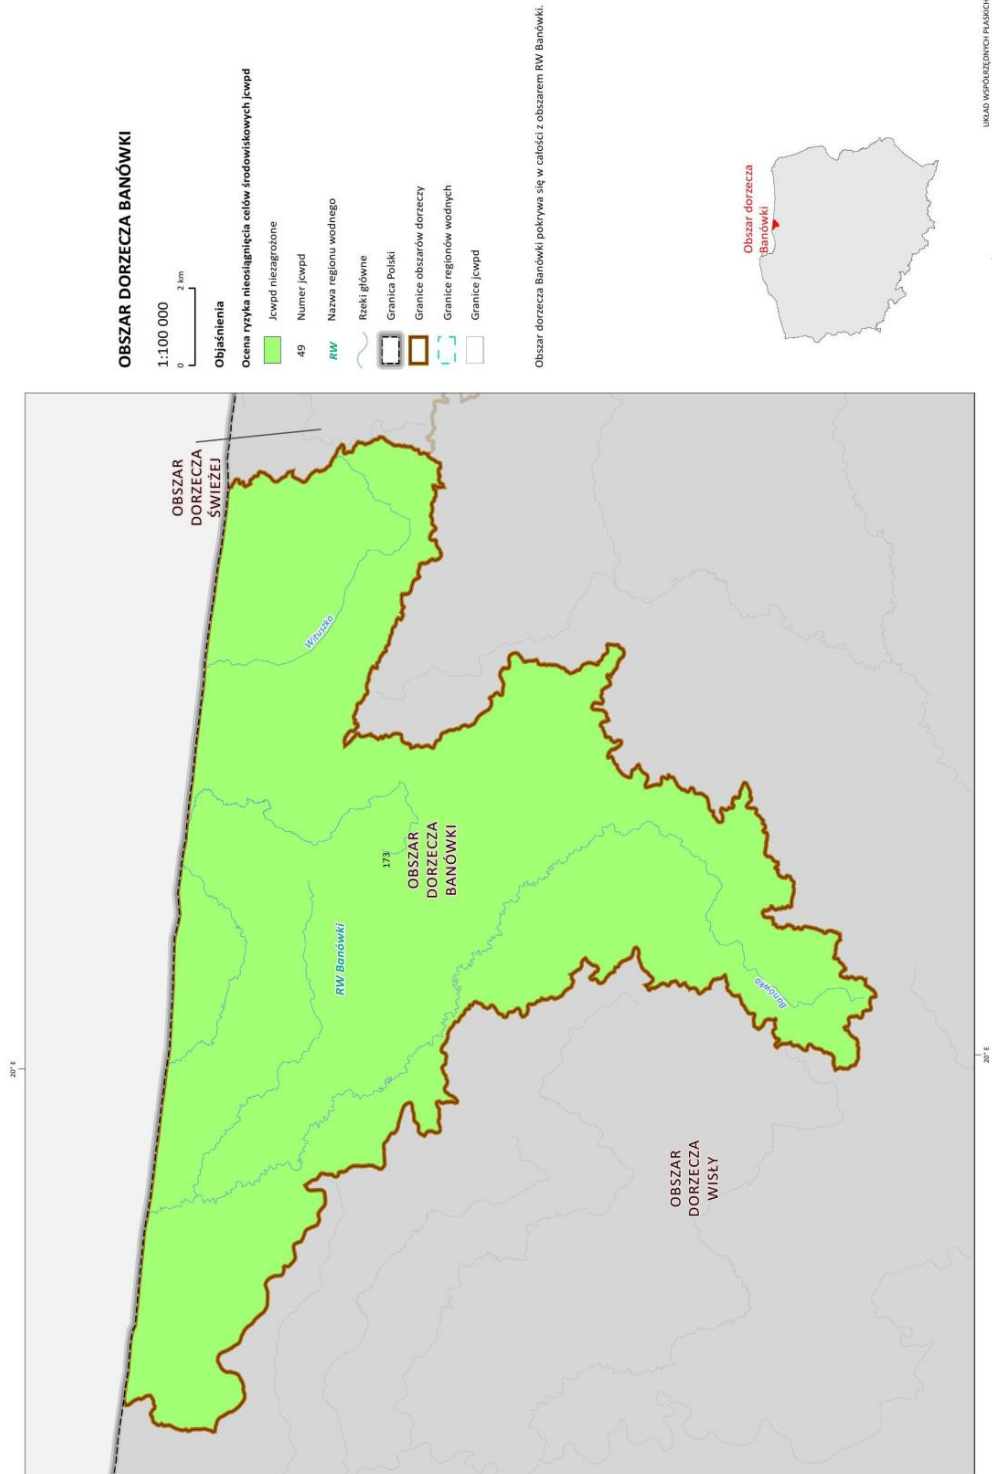 OBSZAR DORZECZA BANÓWKI
1:100 000
0 2 km
Objaśnienia
Ocena ryzyka nieosiągnięcia celów środowiskowych jcwpd
Jcwpd niezagrożone
49 Numer jcwpd
RW Nazwa regionu wodnego
Rzeki główne
Granica Polski
Granice obszarów dorzeczy
Granice regionów wodnych
Granice jcwpd
Obszar dorzecza Banówki pokrywa się w całości z obszarem RW Banówki.
Obszar dorzecza
Banówki
UKŁAD WSPÓŁRZĘDNYCH PŁASKICH
20° E
OBSZAR
DORZECZA
ŚWIEŻEJ
Wituszka
173
OBSZAR
DORZECZA
BANÓWKI
RW Banówki
Banówka
OBSZAR
DORZECZA
WISŁY
20° E